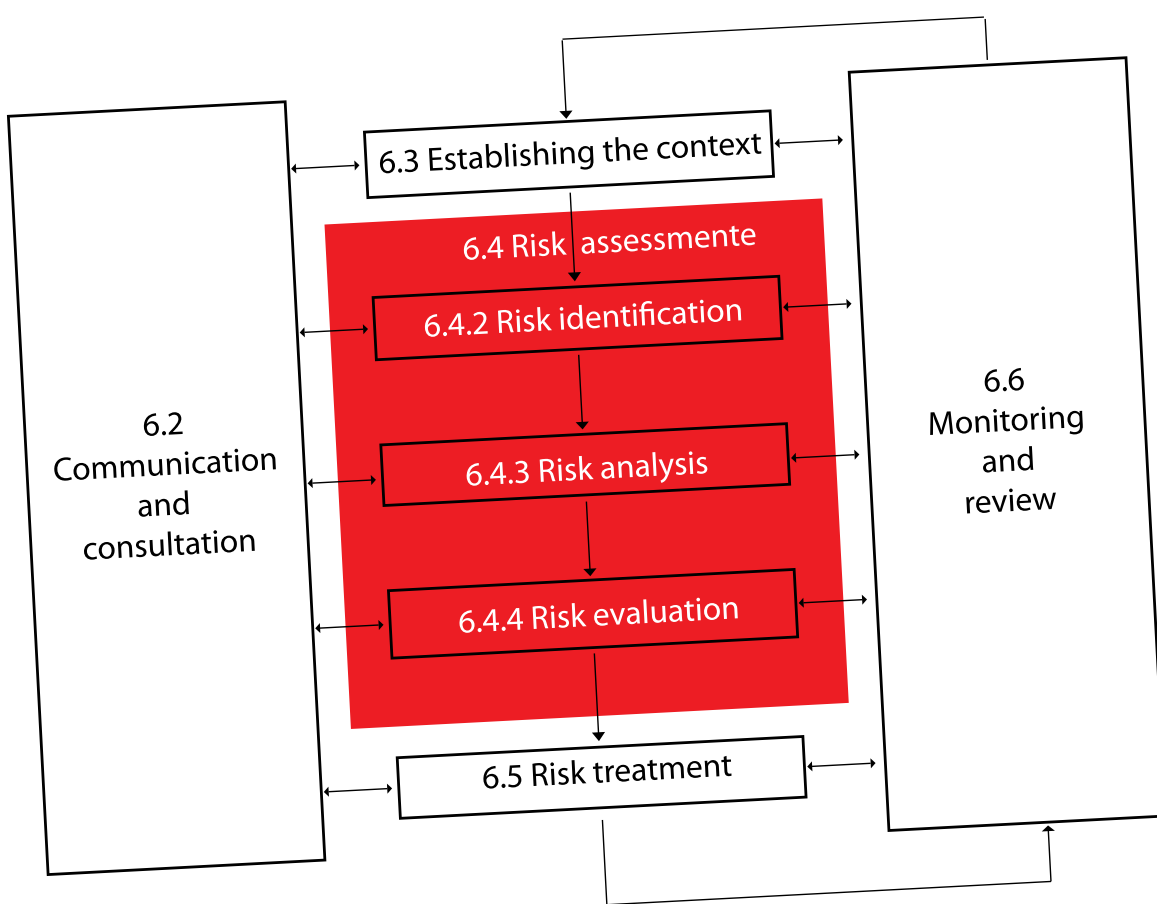 6.3 Establishing the context
6.4 Risk assessmente
6.4.2 Risk identification
6.4.3 Risk analysis
6.4.4 Risk evaluation
6.5 Risk treatment
6.2
Communication
and
consultation
6.6
Monitoring
and
review